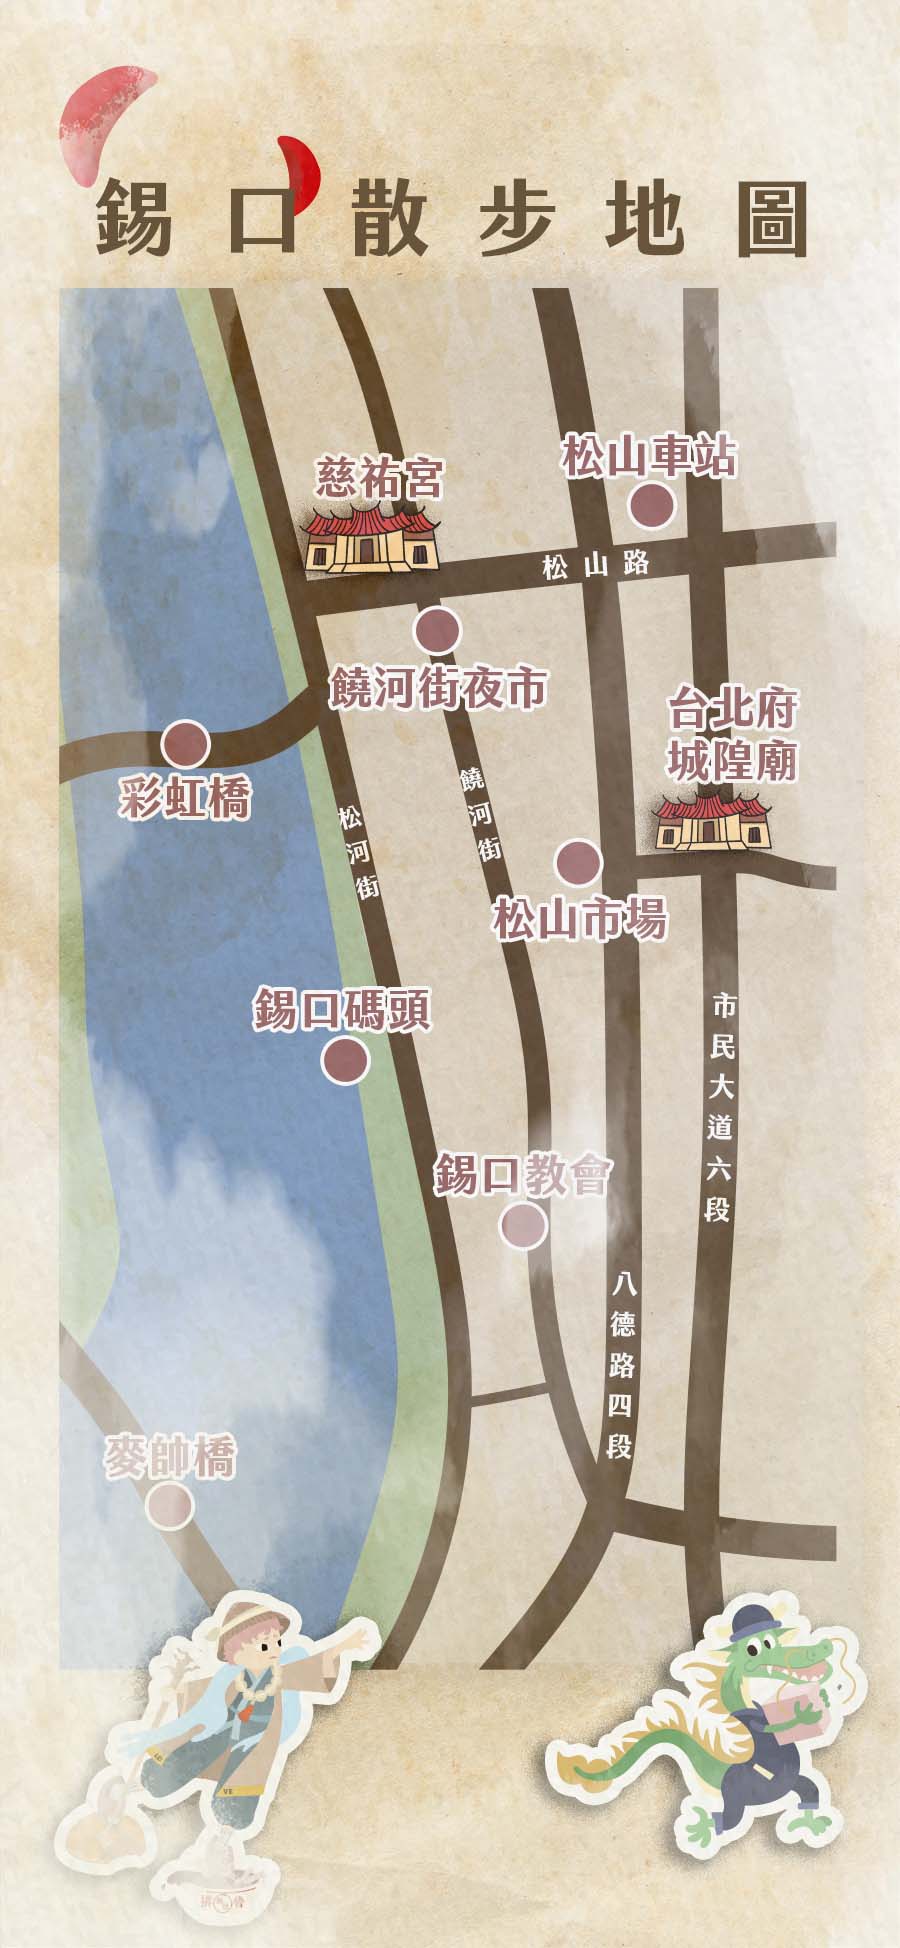 錫口散步地圖
慈祐宮
松山車站
松山路
饒河街夜市
台北府
城隍廟
彩虹橋
松河街
饒河街
松山市場
錫口碼頭
市民大道六段
錫口教會
八德路四段
麥帥橋